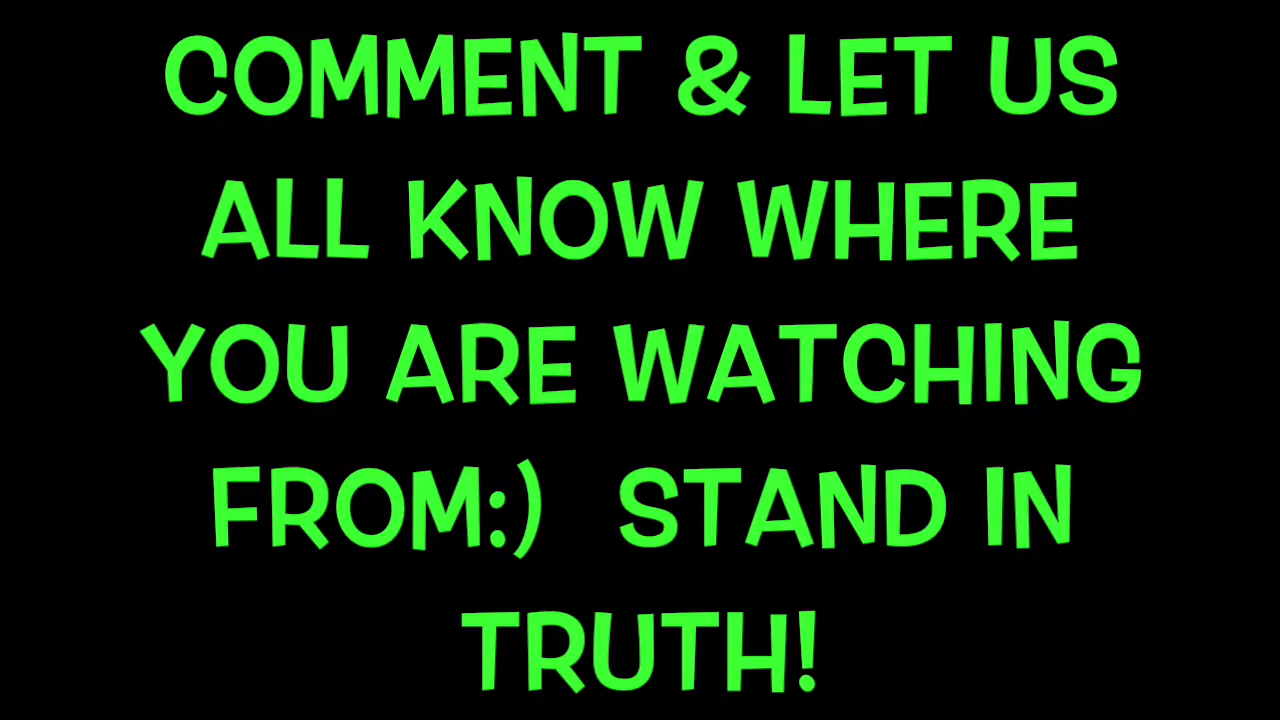 COMMENT & LET US
ALL KNOW WHERE
YOU ARE WATCHING
FROM:) STAND IN
TRUTH!